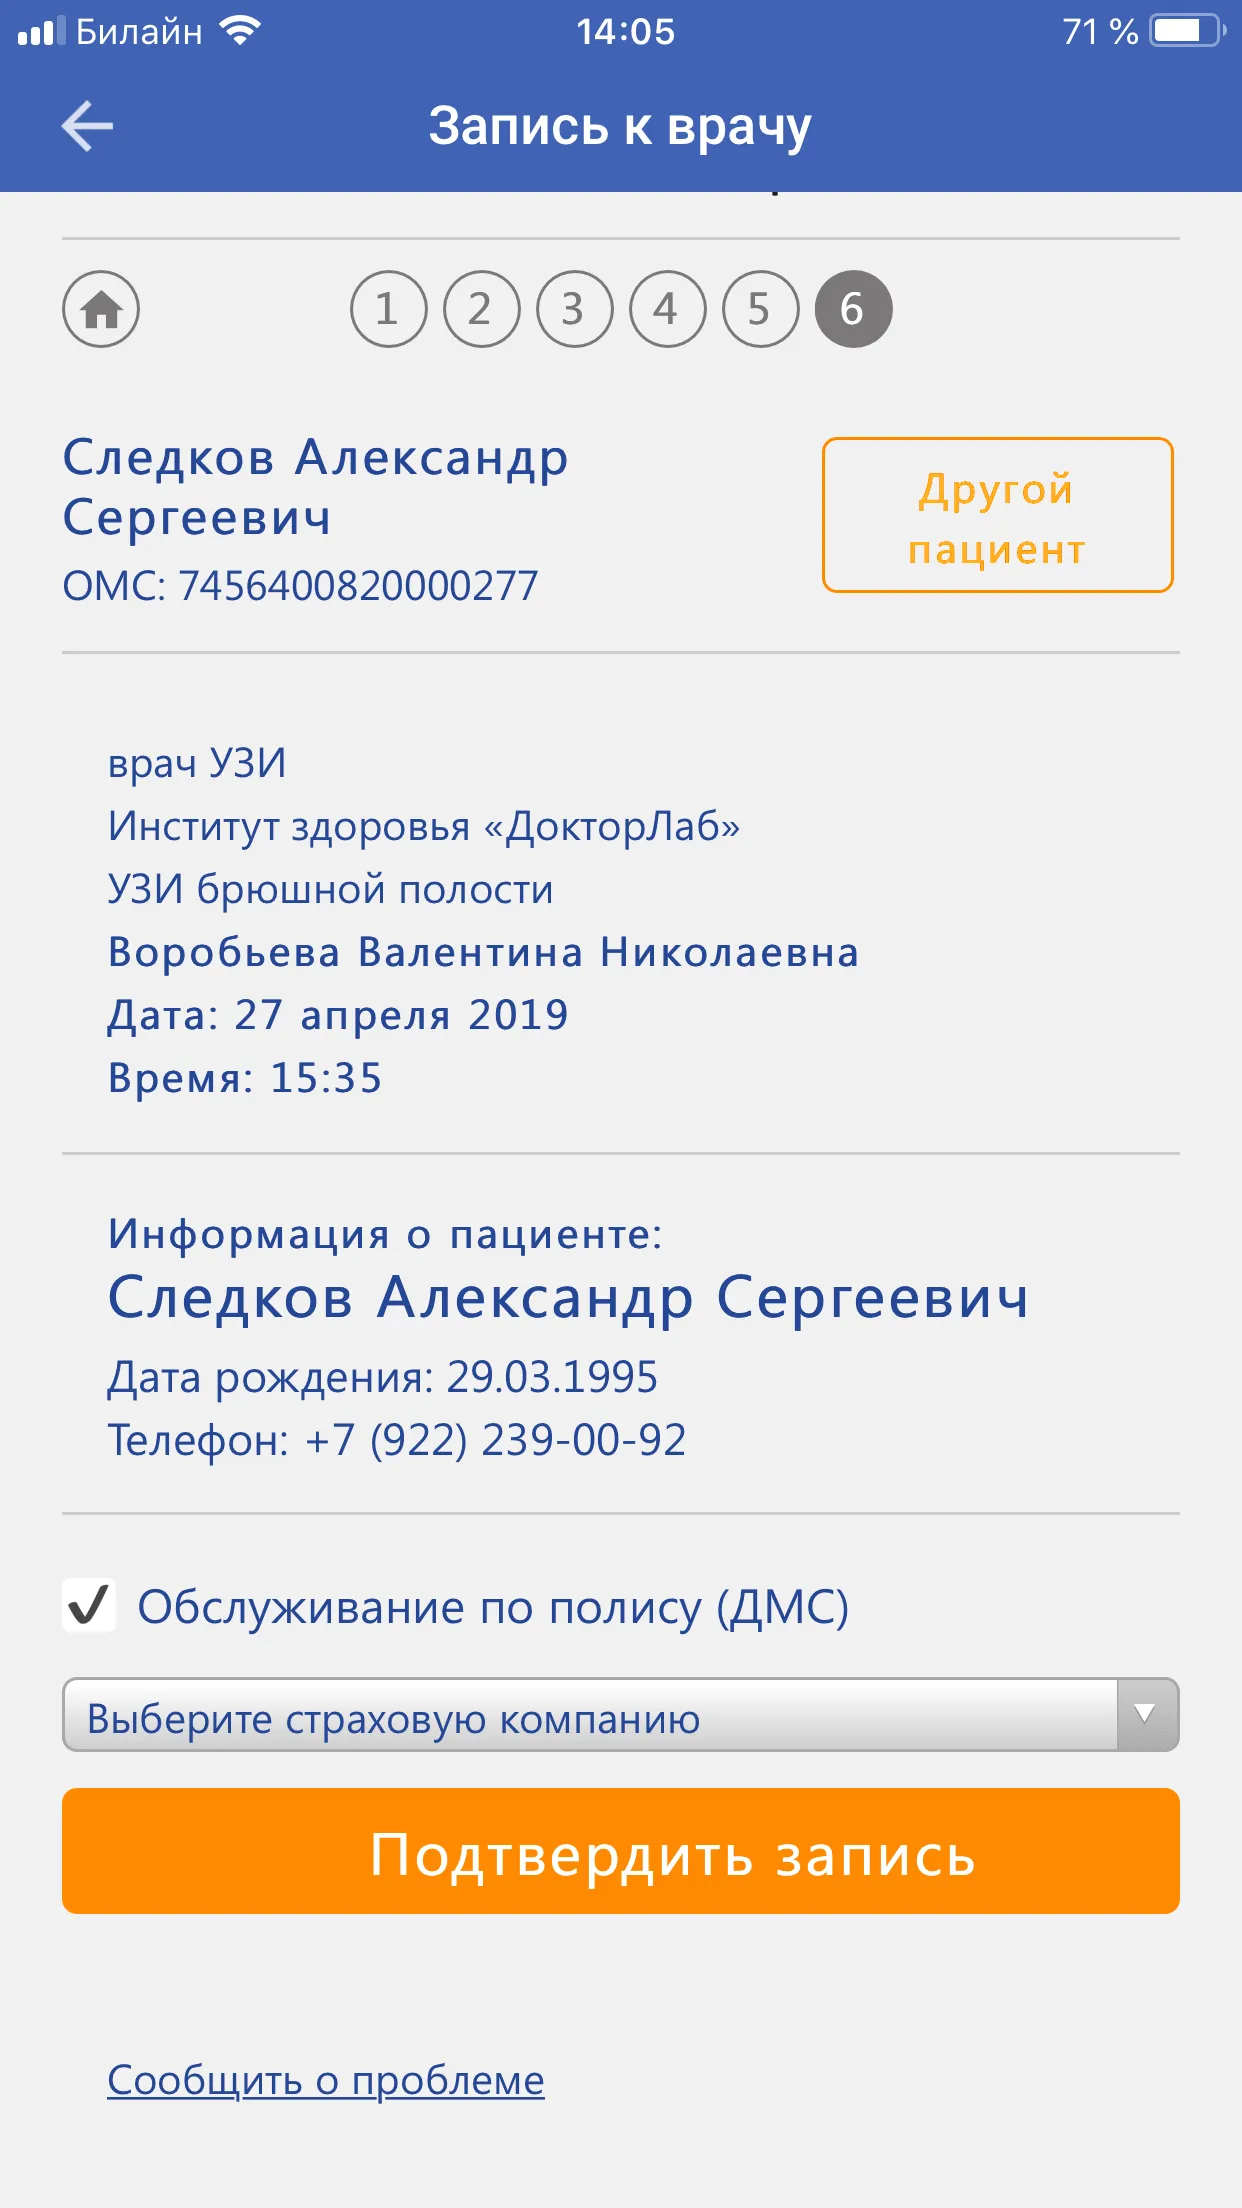 Билайн 14:05 71 %
Запись к врачу
1 2 3 4 5 6
Следков Александр
Сергеевич
ОМС: 7456400820000277
Другой
пациент
врач УЗИ
Институт здоровья «ДокторЛаб»
УЗИ брюшной полости
Воробьева Валентина Николаевна
Дата: 27 апреля 2019
Время: 15:35
Информация о пациенте:
Следков Александр Сергеевич
Дата рождения: 29.03.1995
Телефон: +7 (922) 239-00-92
Обслуживание по полису (ДМС)
Выберите страховую компанию
Подтвердить запись
Сообщить о проблеме